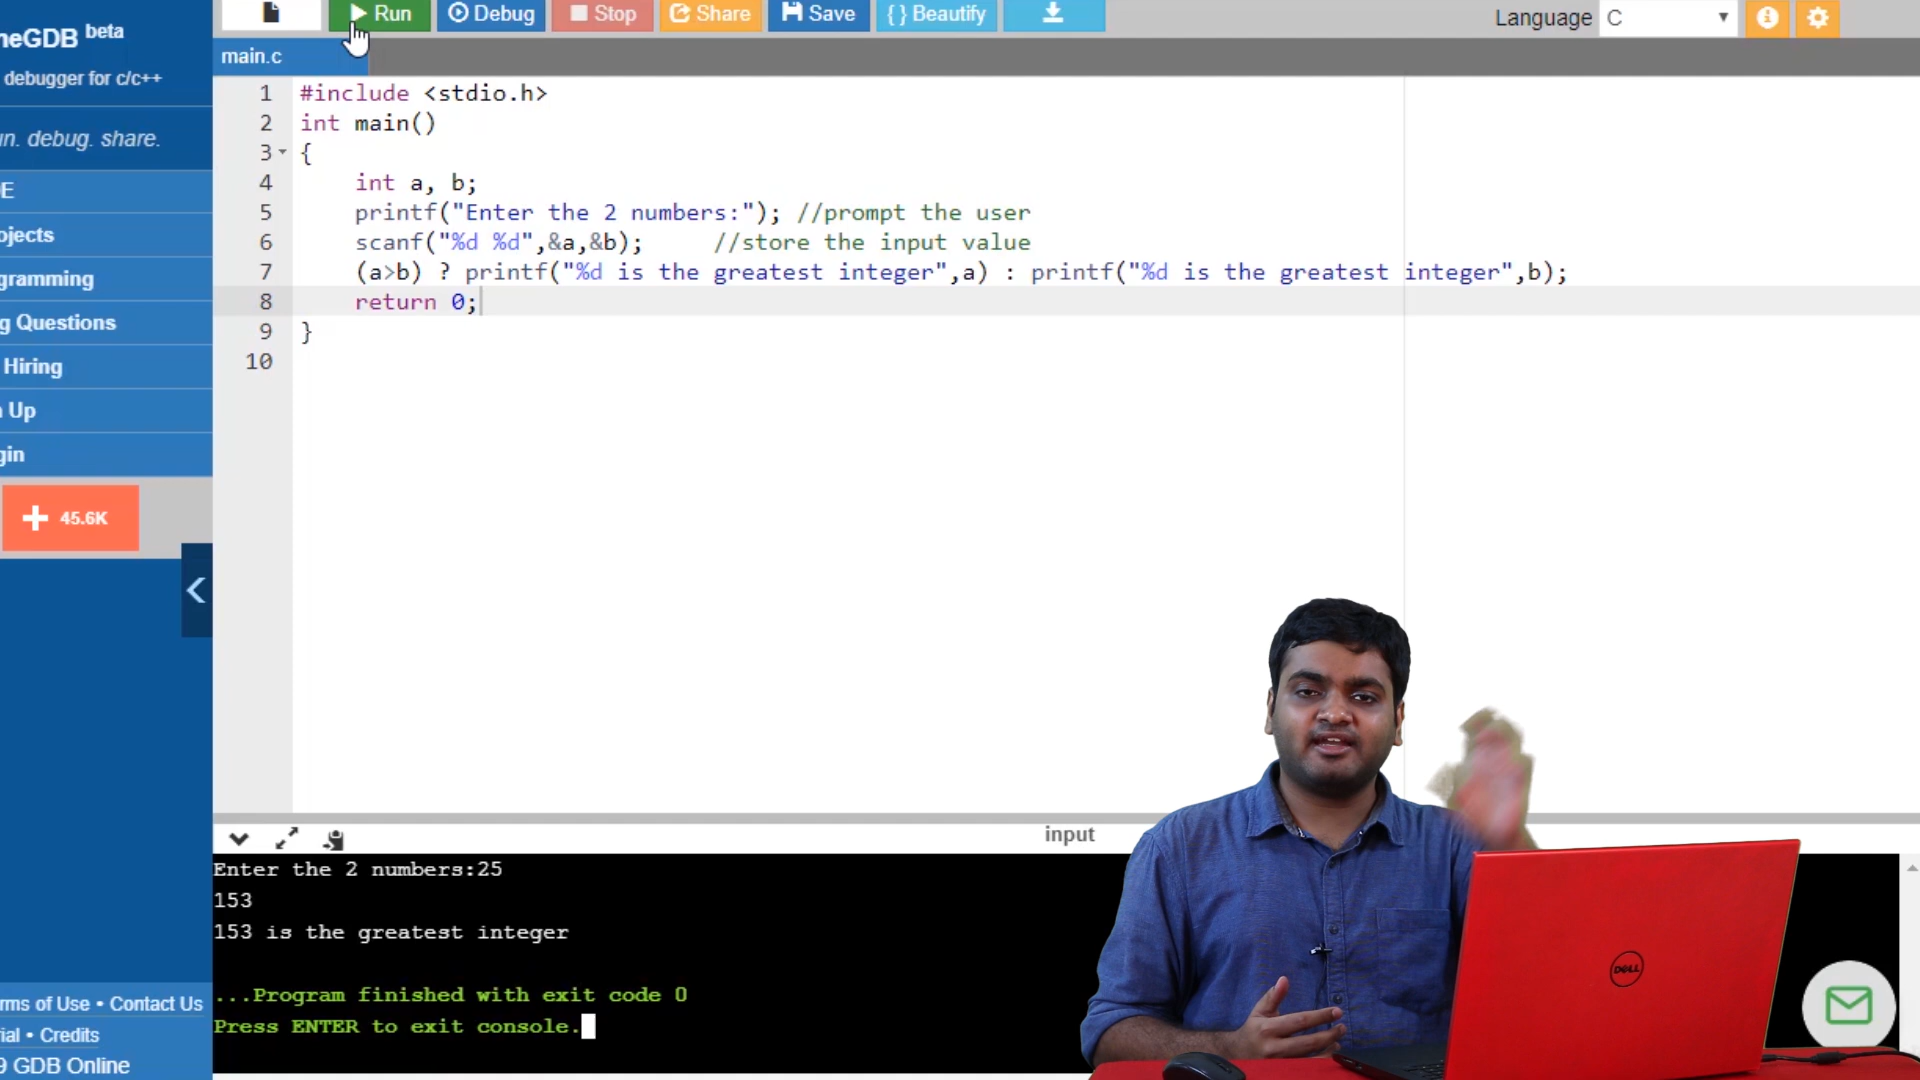 Run Debug Stop Share Save { } Beautify
Language C
neGDB beta
debugger for c/c++
main.c
n. debug. share.
E
ojects
gramming
g Questions
Hiring
Up
gin
45.6K
1 #include <stdio.h>
2 int main()
3 {
4 int a, b;
5 printf("Enter the 2 numbers:"); //prompt the user
6 scanf("%d %d",&a,&b); //store the input value
7 (a>b) ? printf("%d is the greatest integer",a) : printf("%d is the greatest integer",b);
8 return 0;
9 }
10
input
Enter the 2 numbers:25
153
153 is the greatest integer
...Program finished with exit code 0
Press ENTER to exit console.
rms of Use • Contact Us
rial • Credits
9 GDB Online
DELL